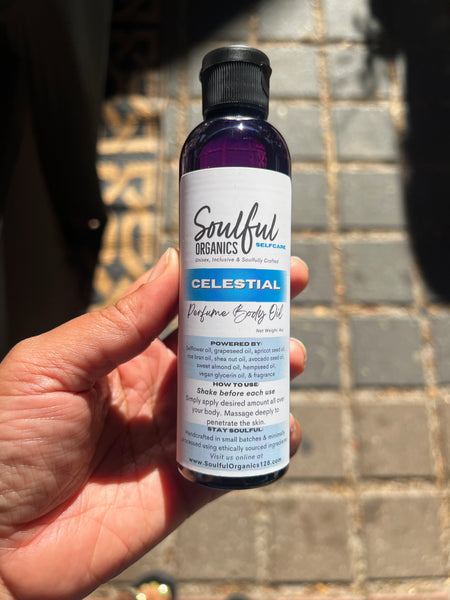 Soulful
ORGANICS SELFCARE
Unisex, Inclusive & Soulfully Crafted
CELESTIAL
Perfume Body Oil
Net Weight: 4oz
POWERED BY:
Safflower oil, grapeseed oil, apricot seed oil,
rice bran oil, shea nut oil, avocado seed oil,
sweet almond oil, hempseed oil,
vegan glycerin oil, & fragrance
HOW TO USE:
Shake before each use
Simply apply desired amount all over
your body. Massage deeply to
penetrate the skin.
STAY SOULFUL:
Handcrafted in small batches & minimally
processed using ethically sourced ingredients
Visit us online at
www.SoulfulOrganics128.com